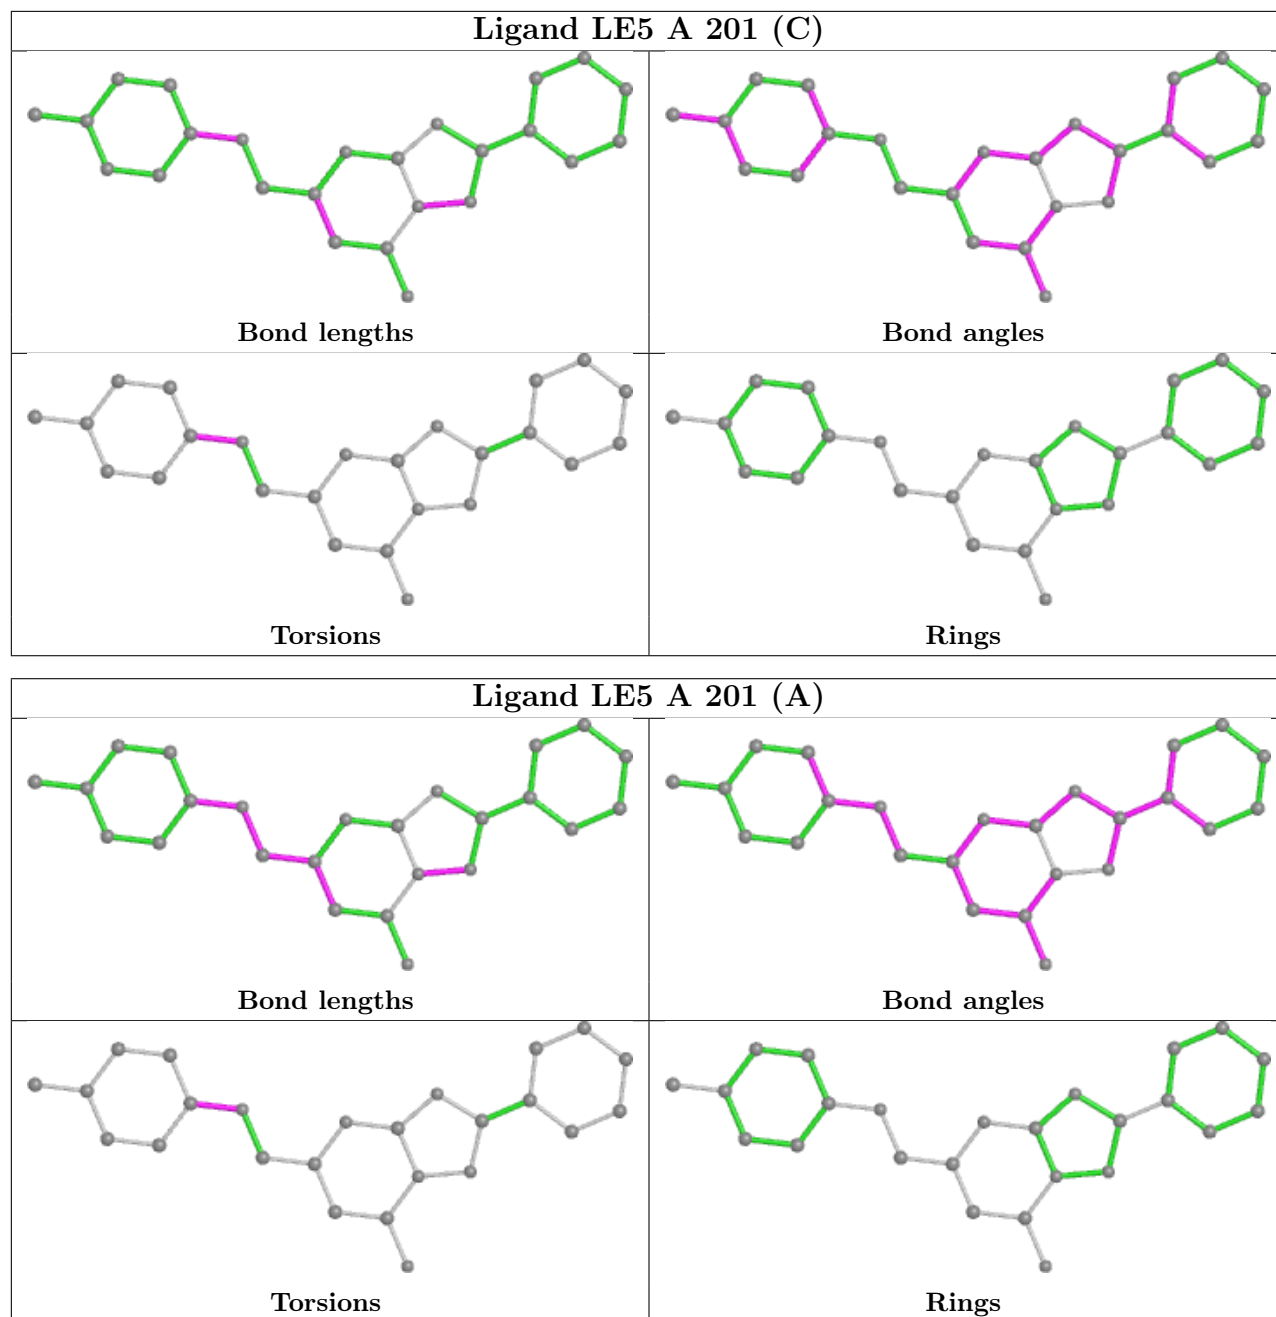 Ligand LE5 A 201 (C)
Bond lengths
Bond angles
Torsions
Rings
Ligand LE5 A 201 (A)
Bond lengths
Bond angles
Torsions
Rings